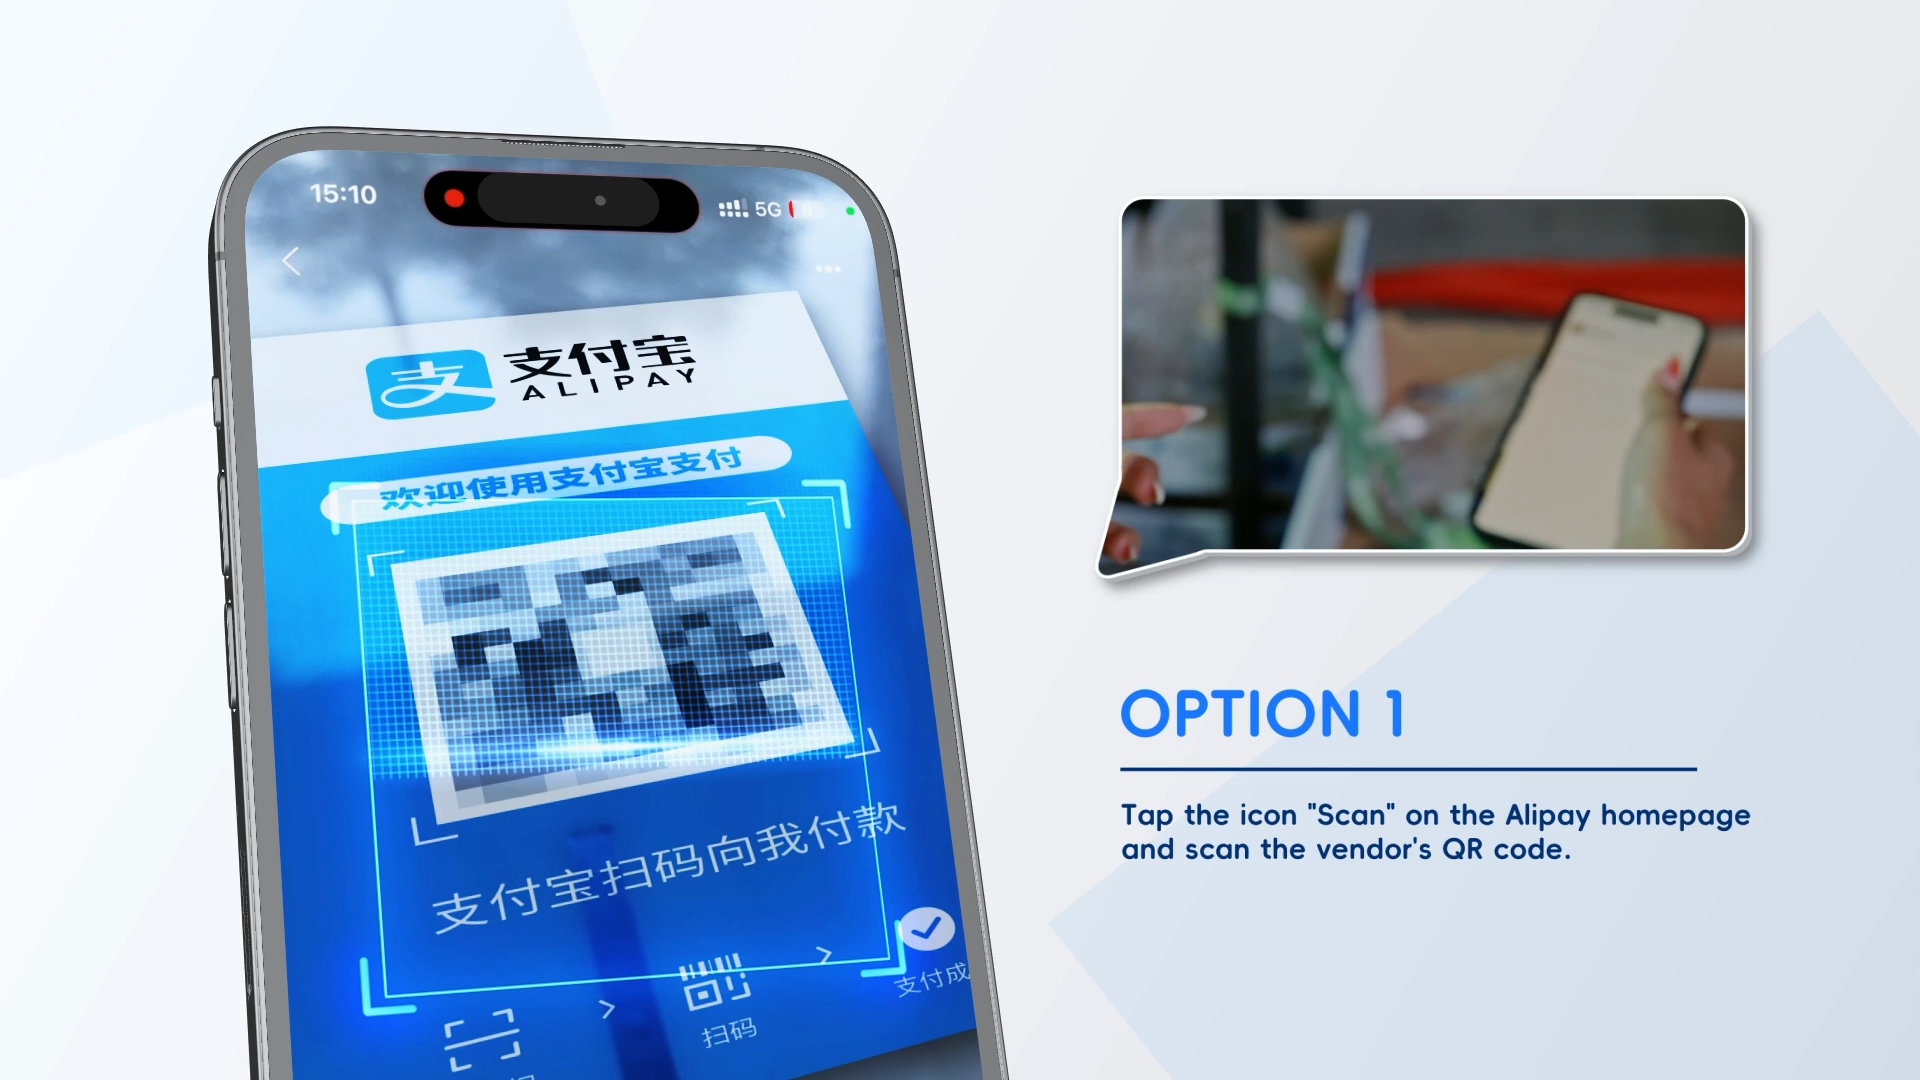 15:10
5G
支付宝
ALIPAY
欢迎使用支付宝支付
支付宝扫码向我付款
扫码
支付成
OPTION 1
Tap the icon "Scan" on the Alipay homepage
and scan the vendor's QR code.